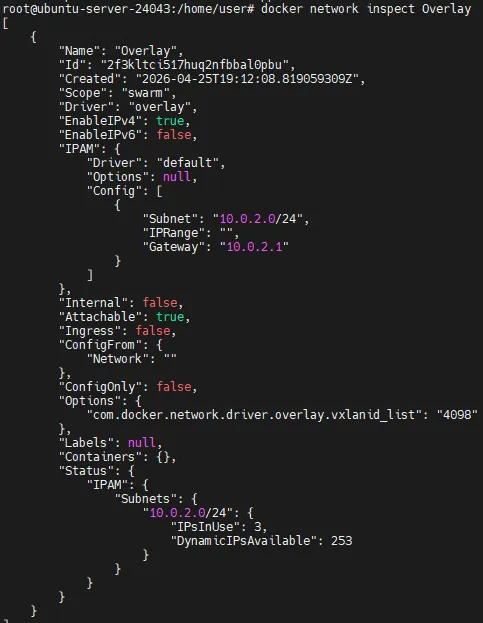 root@ubuntu-server-24043:/home/user# docker network inspect Overlay
[
    {
        "Name": "Overlay",
        "Id": "2f3kltci517huq2nfbbal0pbu",
        "Created": "2026-04-25T19:12:08.819059309Z",
        "Scope": "swarm",
        "Driver": "overlay",
        "EnableIPv4": true,
        "EnableIPv6": false,
        "IPAM": {
            "Driver": "default",
            "Options": null,
            "Config": [
                {
                    "Subnet": "10.0.2.0/24",
                    "IPRange": "",
                    "Gateway": "10.0.2.1"
                }
            ]
        },
        "Internal": false,
        "Attachable": true,
        "Ingress": false,
        "ConfigFrom": {
            "Network": ""
        },
        "ConfigOnly": false,
        "Options": {
            "com.docker.network.driver.overlay.vxlanid_list": "4098"
        },
        "Labels": null,
        "Containers": {},
        "Status": {
            "IPAM": {
                "Subnets": {
                    "10.0.2.0/24": {
                        "IPsInUse": 3,
                        "DynamicIPsAvailable": 253
                    }
                }
            }
        }
    }